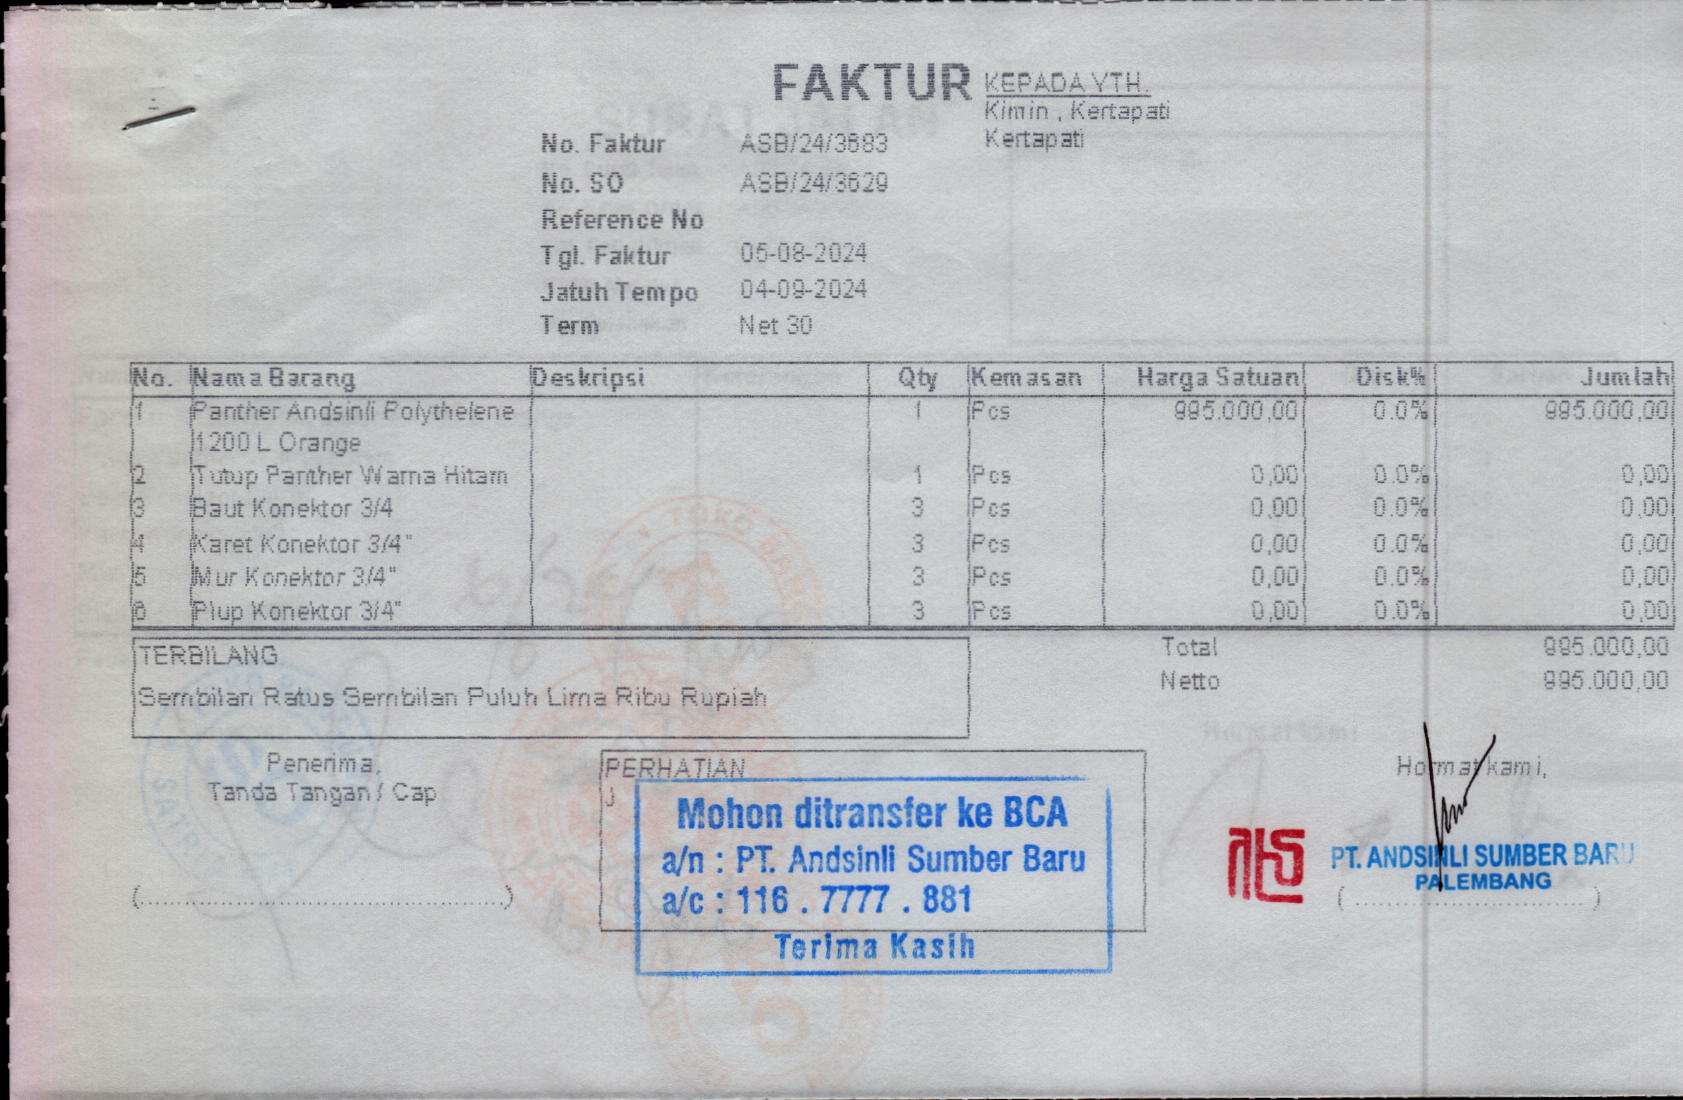 FAKTUR
KEPADA YTH.
Kimin , Kertapati
Kertapati
No. Faktur ASB/24/3683
No. SO ASB/24/3629
Reference No
Tgl. Faktur 05-08-2024
Jatuh Tempo 04-09-2024
Term Net 30
No. Nama Barang Deskripsi Qty Kemasan Harga Satuan Disk% Jumlah
1 Panther Andsinli Polythelene 1 Pcs 995.000,00 0.0% 995.000,00
1200 L Orange
2 Tutup Panther Warna Hitam 1 Pcs 0,00 0.0% 0,00
3 Baut Konektor 3/4 3 Pcs 0,00 0.0% 0,00
4 Karet Konektor 3/4" 3 Pcs 0,00 0.0% 0,00
5 Mur Konektor 3/4" 3 Pcs 0,00 0.0% 0,00
6 Plup Konektor 3/4" 3 Pcs 0,00 0.0% 0,00
TERBILANG
Sembilan Ratus Sembilan Puluh Lima Ribu Rupiah
Total 995.000,00
Netto 995.000,00
Penerima,
Tanda Tangan / Cap
(......................................)
PERHATIAN
Mohon ditransfer ke BCA
a/n : PT. Andsinli Sumber Baru
a/c : 116 . 7777 . 881
Terima Kasih
Hormat kami,
PT. ANDSINLI SUMBER BARU
PALEMBANG
(..............................)